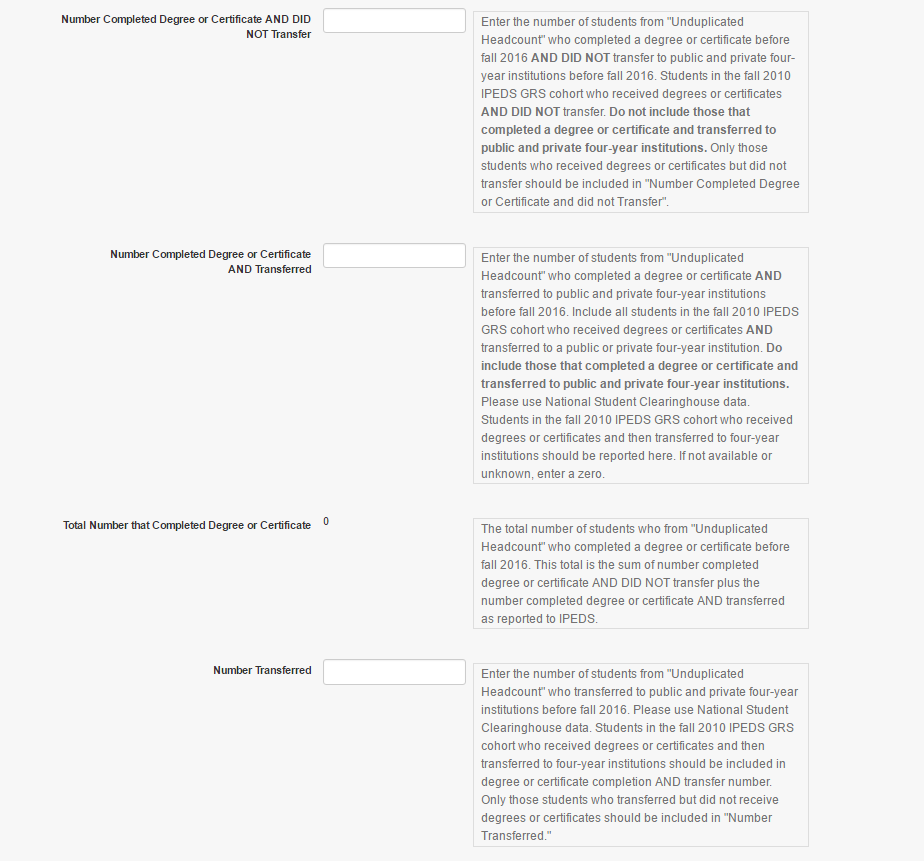 Number Completed Degree or Certificate AND DID
NOT Transfer
Enter the number of students from "Unduplicated
Headcount" who completed a degree or certificate before
fall 2016 AND DID NOT transfer to public and private four-
year institutions before fall 2016. Students in the fall 2010
IPEDS GRS cohort who received degrees or certificates
AND DID NOT transfer. Do not include those that
completed a degree or certificate and transferred to
public and private four-year institutions. Only those
students who received degrees or certificates but did not
transfer should be included in "Number Completed Degree
or Certificate and did not Transfer".
Number Completed Degree or Certificate
AND Transferred
Enter the number of students from "Unduplicated
Headcount" who completed a degree or certificate AND
transferred to public and private four-year institutions
before fall 2016. Include all students in the fall 2010 IPEDS
GRS cohort who received degrees or certificates AND
transferred to a public or private four-year institution. Do
include those that completed a degree or certificate and
transferred to public and private four-year institutions.
Please use National Student Clearinghouse data.
Students in the fall 2010 IPEDS GRS cohort who received
degrees or certificates and then transferred to four-year
institutions should be reported here. If not available or
unknown, enter a zero.
Total Number that Completed Degree or Certificate 0
The total number of students who from "Unduplicated
Headcount" who completed a degree or certificate before
fall 2016. This total is the sum of number completed
degree or certificate AND DID NOT transfer plus the
number completed degree or certificate AND transferred
as reported to IPEDS.
Number Transferred
Enter the number of students from "Unduplicated
Headcount" who transferred to public and private four-year
institutions before fall 2016. Please use National Student
Clearinghouse data. Students in the fall 2010 IPEDS GRS
cohort who received degrees or certificates and then
transferred to four-year institutions should be included in
degree or certificate completion AND transfer number.
Only those students who transferred but did not receive
degrees or certificates should be included in "Number
Transferred."